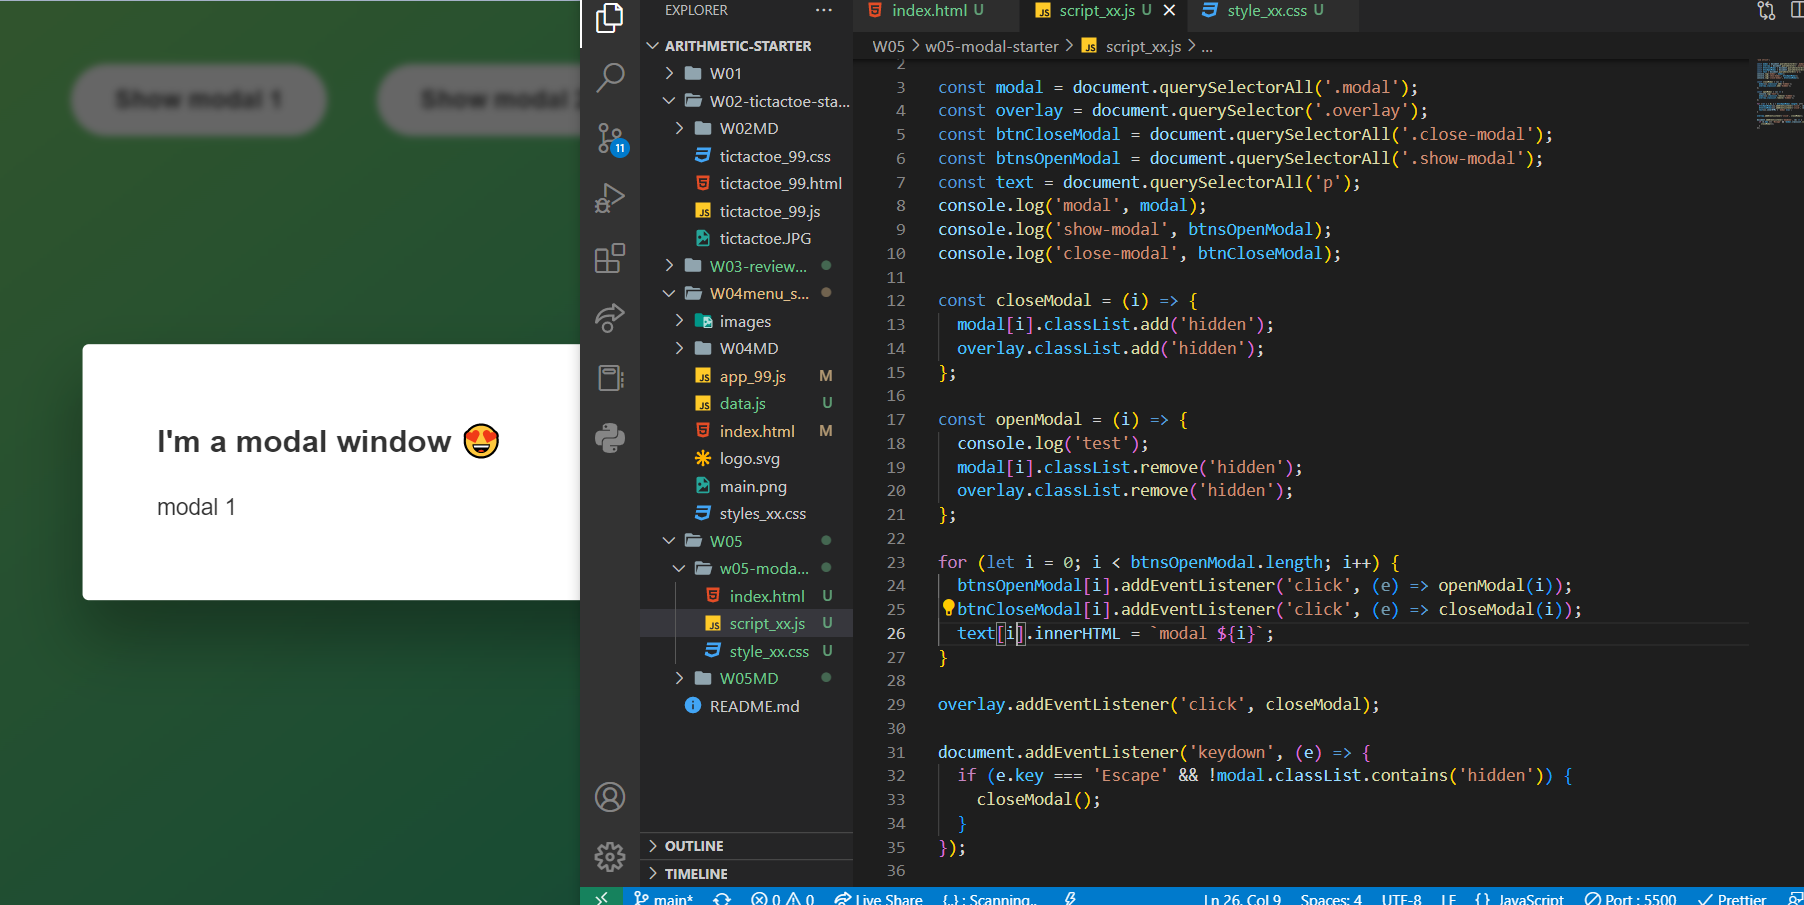 Show modal 1
Show modal
I'm a modal window
modal 1
EXPLORER
ARITHMETIC-STARTER
W01
W02-tictactoe-sta...
W02MD
tictactoe_99.css
tictactoe_99.html
tictactoe_99.js
tictactoe.JPG
W03-review...
W04menu_s...
images
W04MD
app_99.js M
data.js U
index.html M
logo.svg
main.png
styles_xx.css
W05
w05-moda...
index.html U
script_xx.js U
style_xx.css U
W05MD
README.md
OUTLINE
TIMELINE
11
index.html U
script_xx.js U
style_xx.css U
W05 > w05-modal-starter > script_xx.js > ...
2
3 const modal = document.querySelectorAll('.modal');
4 const overlay = document.querySelector('.overlay');
5 const btnCloseModal = document.querySelectorAll('.close-modal');
6 const btnsOpenModal = document.querySelectorAll('.show-modal');
7 const text = document.querySelectorAll('p');
8 console.log('modal', modal);
9 console.log('show-modal', btnsOpenModal);
10 console.log('close-modal', btnCloseModal);
11
12 const closeModal = (i) => {
13 modal[i].classList.add('hidden');
14 overlay.classList.add('hidden');
15 };
16
17 const openModal = (i) => {
18 console.log('test');
19 modal[i].classList.remove('hidden');
20 overlay.classList.remove('hidden');
21 };
22
23 for (let i = 0; i < btnsOpenModal.length; i++) {
24 btnsOpenModal[i].addEventListener('click', (e) => openModal(i));
25 btnCloseModal[i].addEventListener('click', (e) => closeModal(i));
26 text[i].innerHTML = `modal ${i}`;
27 }
28
29 overlay.addEventListener('click', closeModal);
30
31 document.addEventListener('keydown', (e) => {
32 if (e.key === 'Escape' && !modal.classList.contains('hidden')) {
33 closeModal();
34 }
35 });
36
main* 0 0 Live Share {..} : Scanning.. Ln 26, Col 9 Spaces: 4 UTF-8 LF {} JavaScript Port : 5500 Prettier